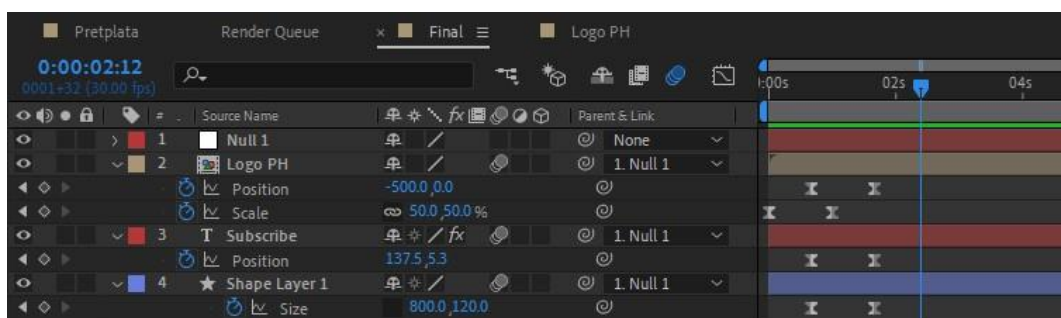 Pretplata Render Queue × Final ≡ Logo PH
0:00:02:12
0001+32 (30.00 fps)
):00s 02s 04s
# . Source Name fx Parent & Link
1 Null 1 None
2 Logo PH 1. Null 1
Position -500.0,0.0
Scale 50.0,50.0 %
3 T Subscribe fx 1. Null 1
Position 137.5,5.3
4 Shape Layer 1 1. Null 1
Size 800.0,120.0